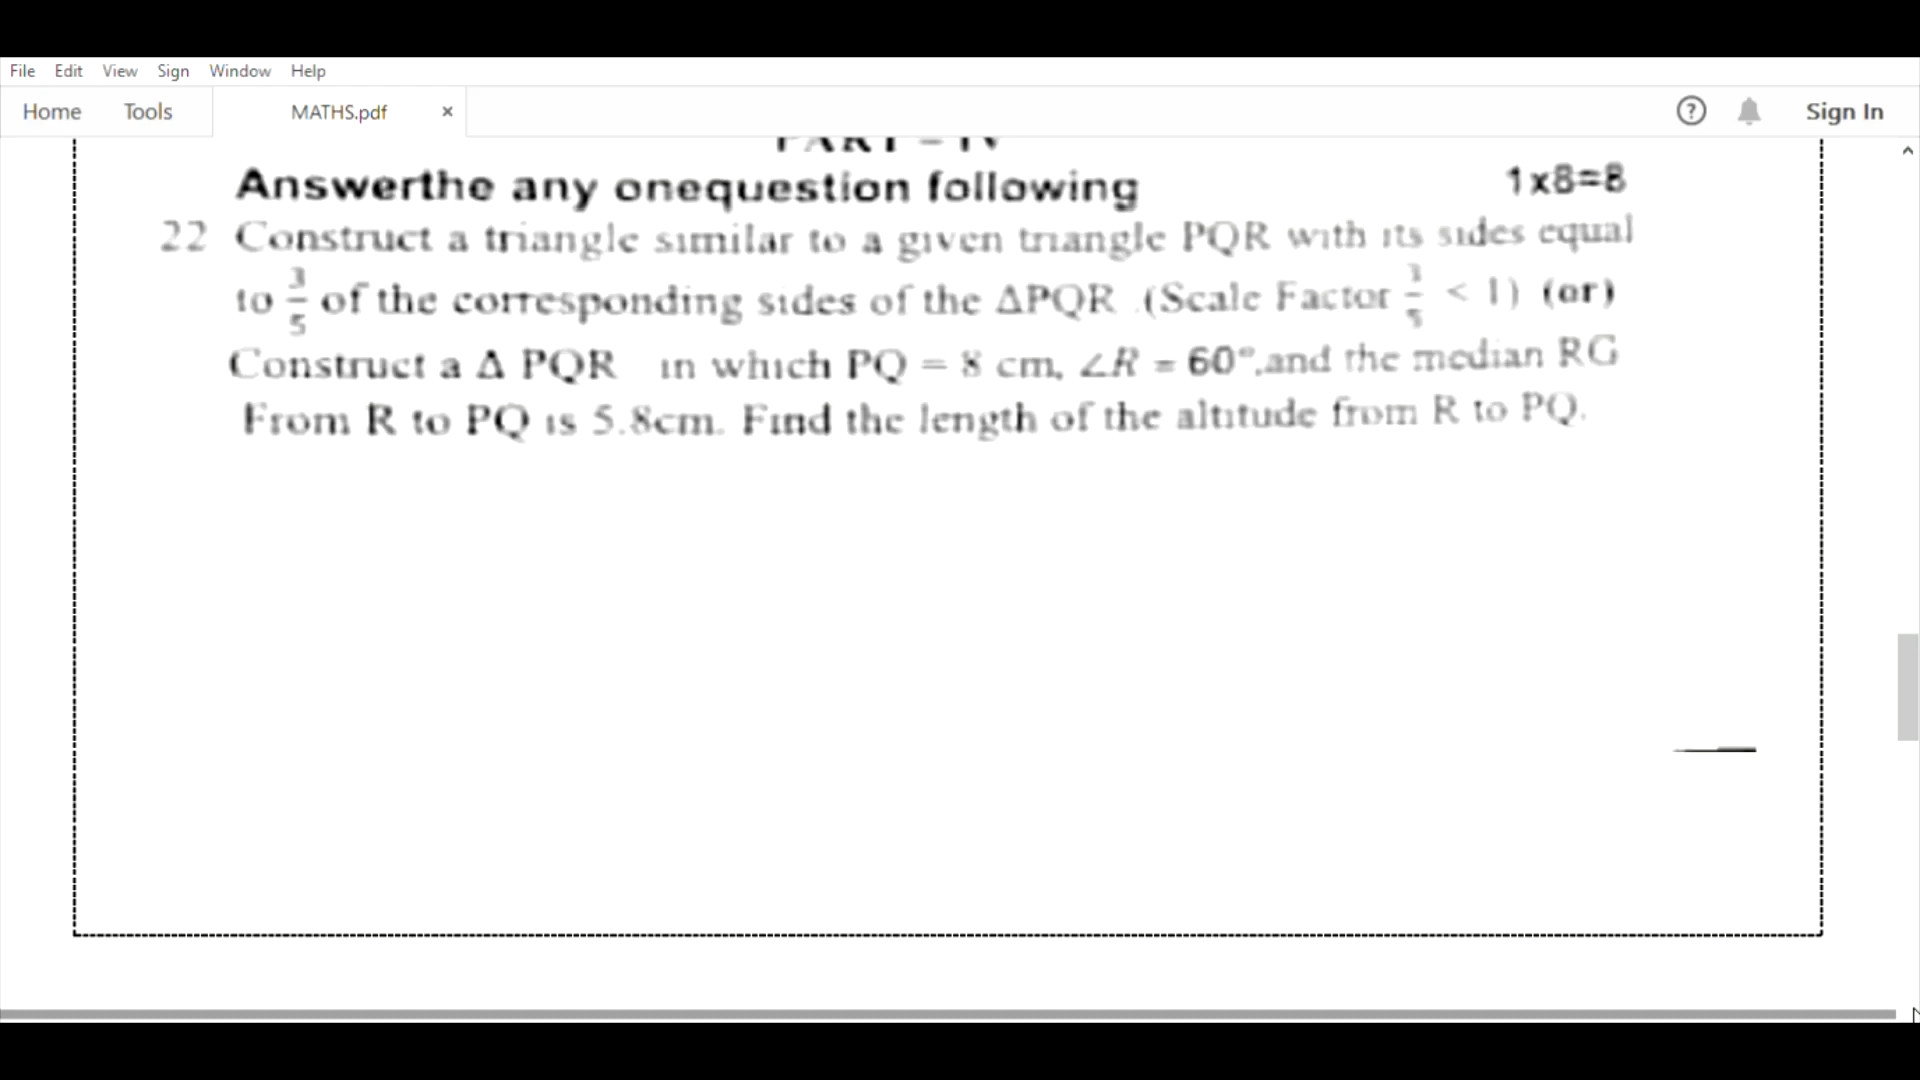 File Edit View Sign Window Help
Home Tools MATHS.pdf × ? Sign In
PART – IV
Answerthe any onequestion following 1x8=8
22 Construct a triangle similar to a given triangle PQR with its sides equal
to 3/5 of the corresponding sides of the ΔPQR (Scale Factor 3/5 < 1) (or)
Construct a Δ PQR in which PQ = 8 cm, ∠R = 60°,and the median RG
From R to PQ is 5.8cm. Find the length of the altitude from R to PQ.